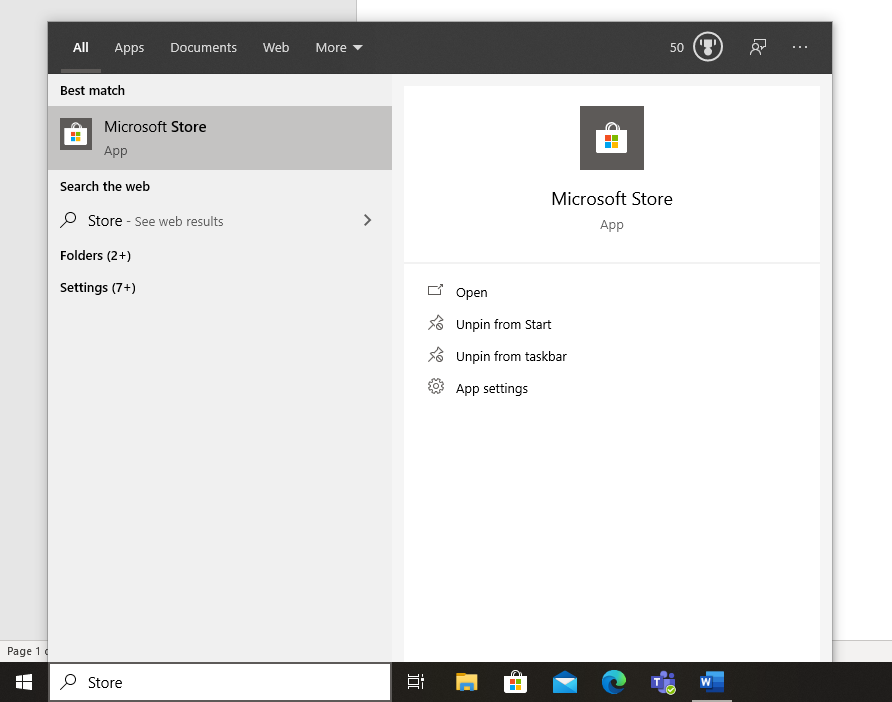 All Apps Documents Web More 50 ...
Best match
Microsoft Store
App
Search the web
Store - See web results
Folders (2+)
Settings (7+)
Microsoft Store
App
Open
Unpin from Start
Unpin from taskbar
App settings
Page 1
Store
T
W